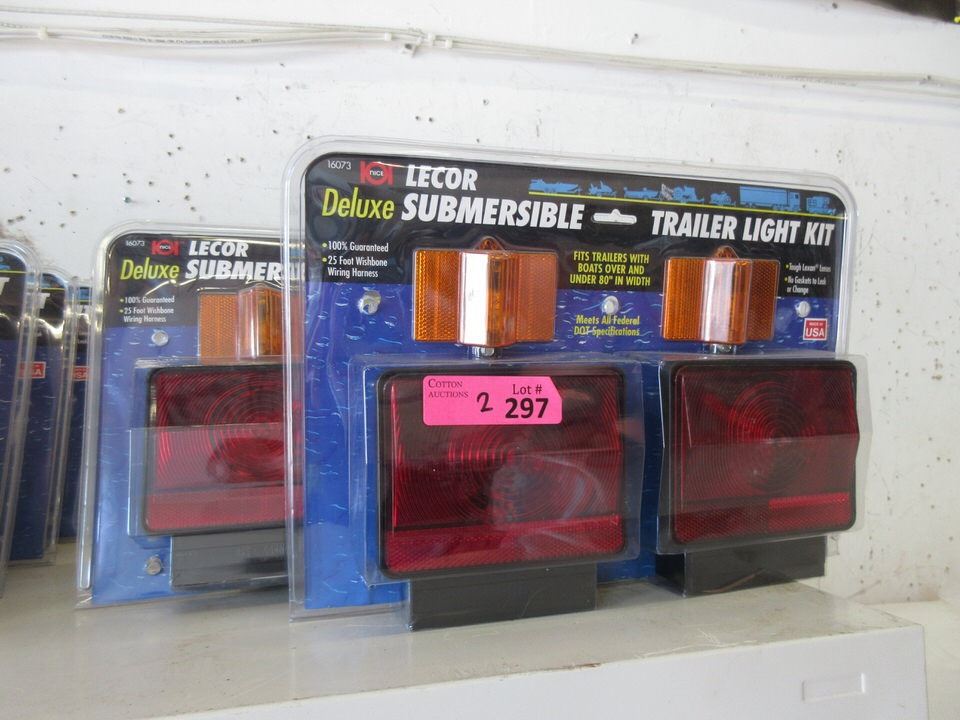 16073 NICE LECOR
Deluxe SUBMERSIBLE TRAILER LIGHT KIT
• 100% Guaranteed
• 25 Foot Wishbone
Wiring Harness
FITS TRAILERS WITH
BOATS OVER AND
UNDER 80" IN WIDTH
Meets All Federal
DOT Specifications
• Tough Lexan® Lenses
• No Gaskets to Leak
or Change
MADE IN
USA
COTTON
AUCTIONS
2
Lot #
297
16073 NICE LECOR
Deluxe SUBMER
• 100% Guaranteed
• 25 Foot Wishbone
Wiring Harness
T
T
USA